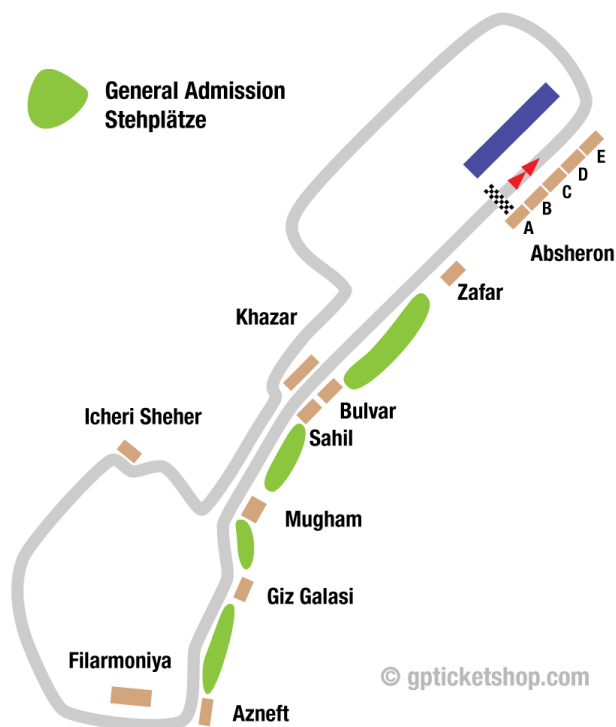 General Admission
Stehplätze
E
D
C
B
A
Absheron
Zafar
Khazar
Bulvar
Icheri Sheher
Sahil
Mugham
Giz Galasi
Filarmoniya
© gpticketshop.com
Azneft